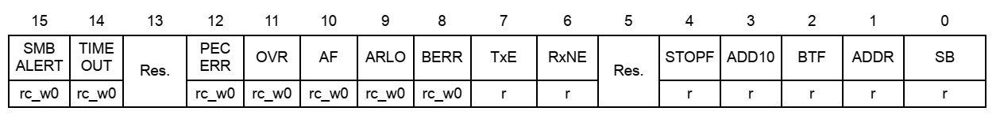 15 14 13 12 11 10 9 8 7 6 5 4 3 2 1 0
SMB ALERT TIME OUT Res. PEC ERR OVR AF ARLO BERR TxE RxNE Res. STOPF ADD10 BTF ADDR SB
rc_w0 rc_w0 rc_w0 rc_w0 rc_w0 rc_w0 rc_w0 r r r r r r r